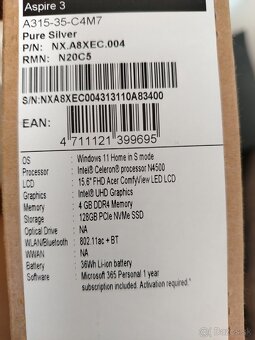 Aspire 3
A315-35-C4M7
Pure Silver
P/N: NX.A8XEC.004
RMN: N20C5
S/N:NXA8XEC004313110A83400
EAN:
4 711121 399695
OS : Windows 11 Home in S mode
Processor : Intel® Celeron® processor N4500
LCD : 15.6" FHD Acer ComfyView LED LCD
Graphics : Intel® UHD Graphics
Memory : 4 GB DDR4 Memory
Storage : 128GB PCIe NVMe SSD
Optical Drive : NA
WLAN/Bluetooth : 802.11ac + BT
WWAN : NA
Battery : 36Wh Li-ion battery
Software : Microsoft 365 Personal 1 year
subscription included. Activation required.